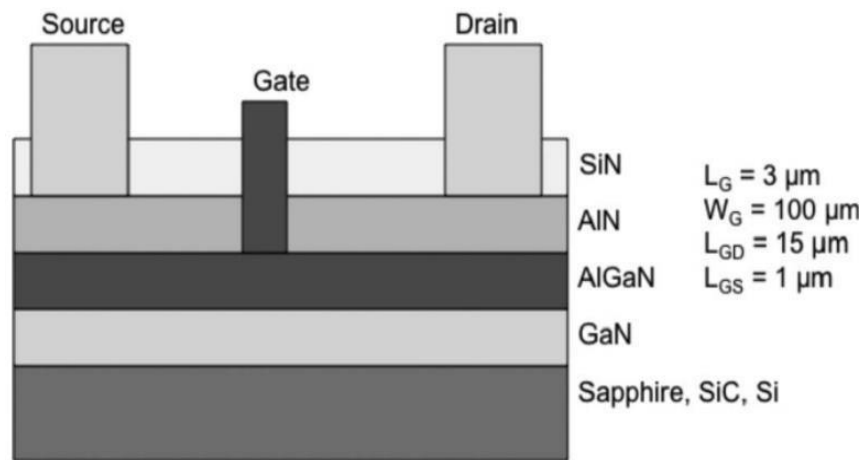 Source
Drain
Gate
SiN
AlN
AlGaN
GaN
Sapphire, SiC, Si
L_G = 3 µm
W_G = 100 µm
L_GD = 15 µm
L_GS = 1 µm